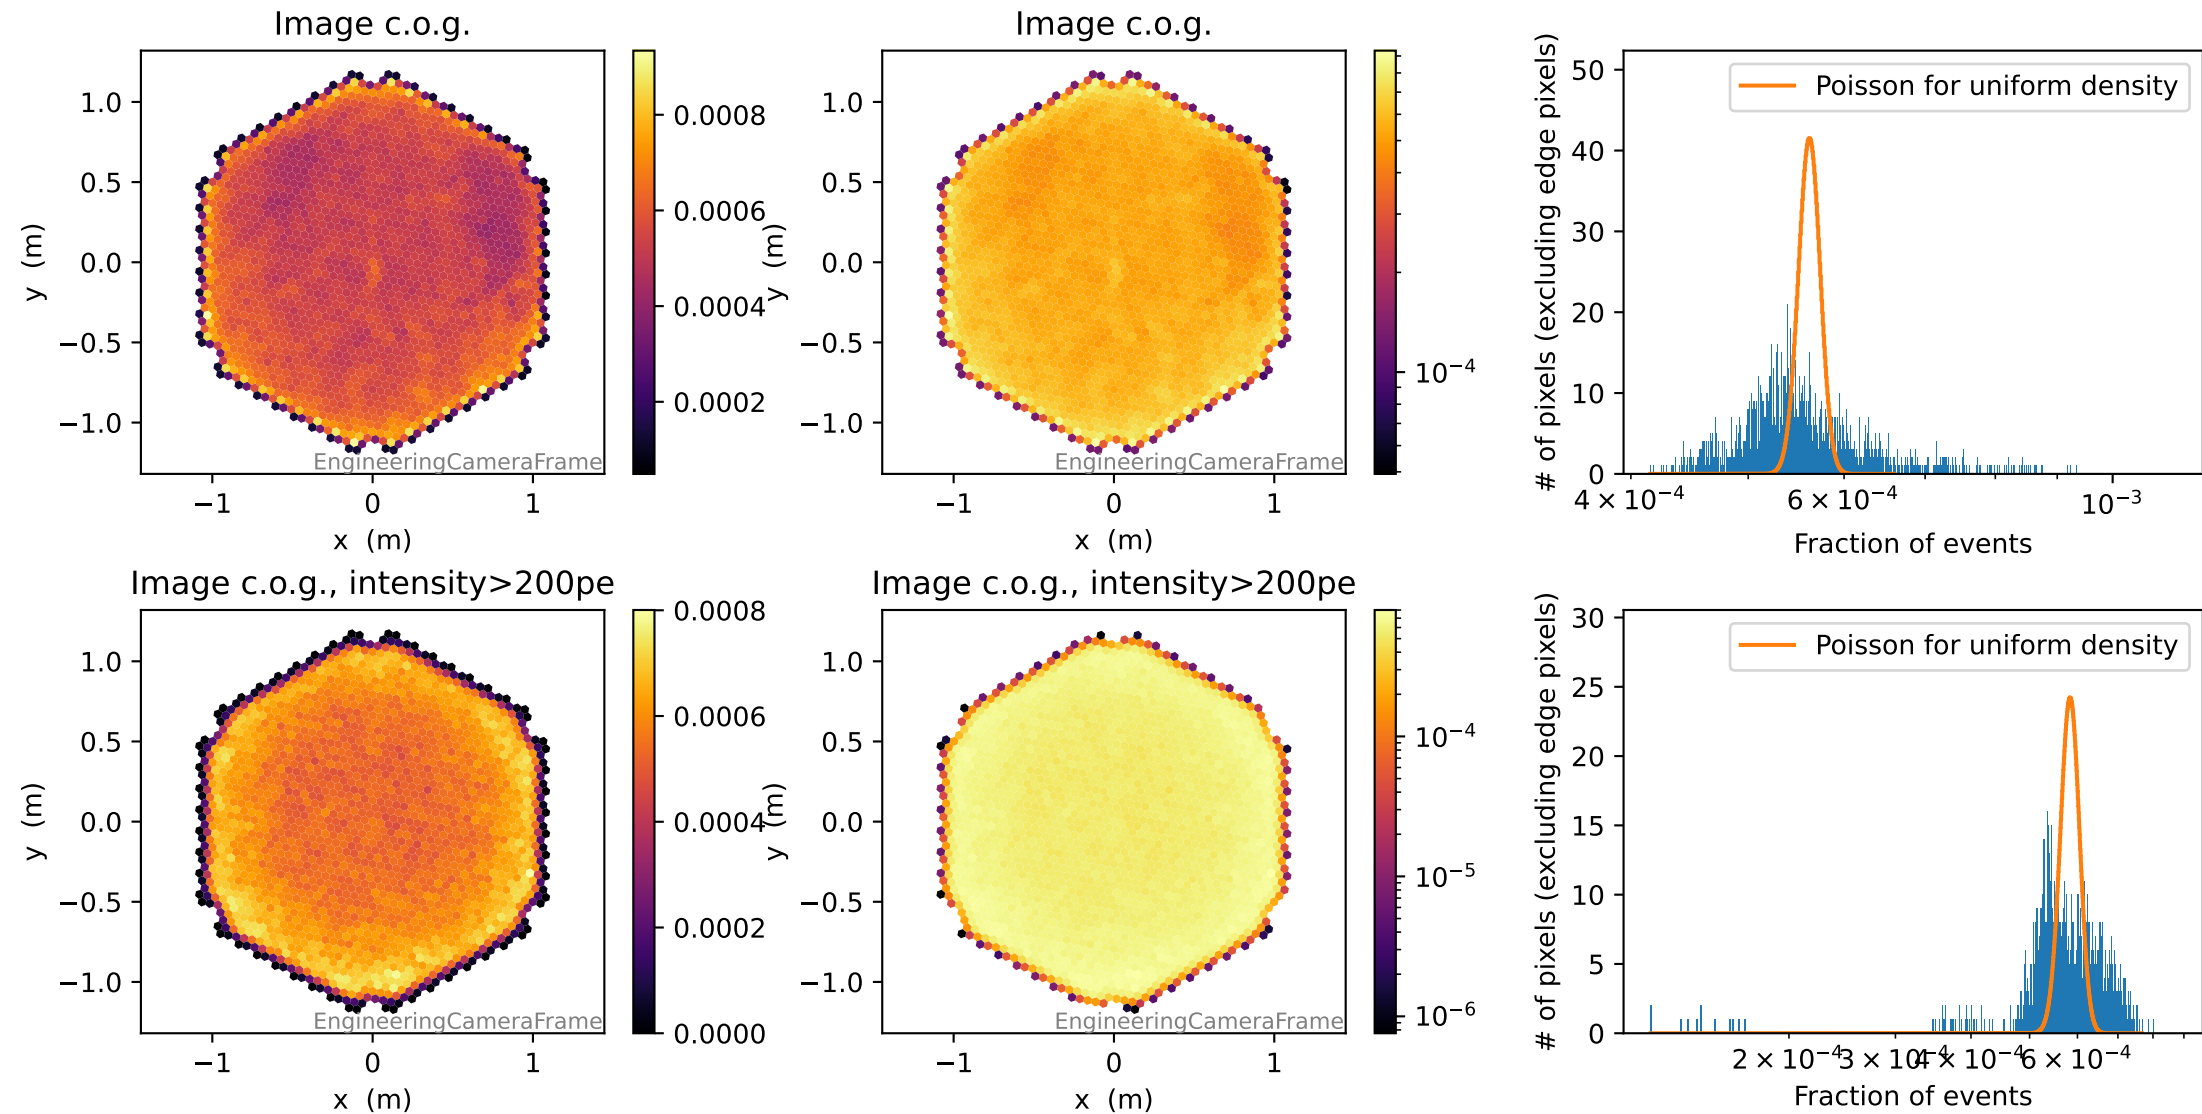 Image c.o.g.
1.0
0.5
0.0
−0.5
−1.0
y (m)
−1
0
1
x (m)
EngineeringCameraFrame
0.0008
0.0006
0.0004
0.0002
Image c.o.g.
1.0
0.5
0.0
−0.5
−1.0
y (m)
−1
0
1
x (m)
EngineeringCameraFrame
10⁻⁴
# of pixels (excluding edge pixels)
50
40
30
20
10
0
Poisson for uniform density
4 × 10⁻⁴
6 × 10⁻⁴
10⁻³
Fraction of events
Image c.o.g., intensity>200pe
1.0
0.5
0.0
−0.5
−1.0
y (m)
−1
0
1
x (m)
EngineeringCameraFrame
0.0008
0.0006
0.0004
0.0002
0.0000
Image c.o.g., intensity>200pe
1.0
0.5
0.0
−0.5
−1.0
y (m)
−1
0
1
x (m)
EngineeringCameraFrame
10⁻⁴
10⁻⁵
10⁻⁶
# of pixels (excluding edge pixels)
30
25
20
15
10
5
0
Poisson for uniform density
2 × 10⁻⁴
3 × 10⁻⁴
4 × 10⁻⁴
6 × 10⁻⁴
Fraction of events